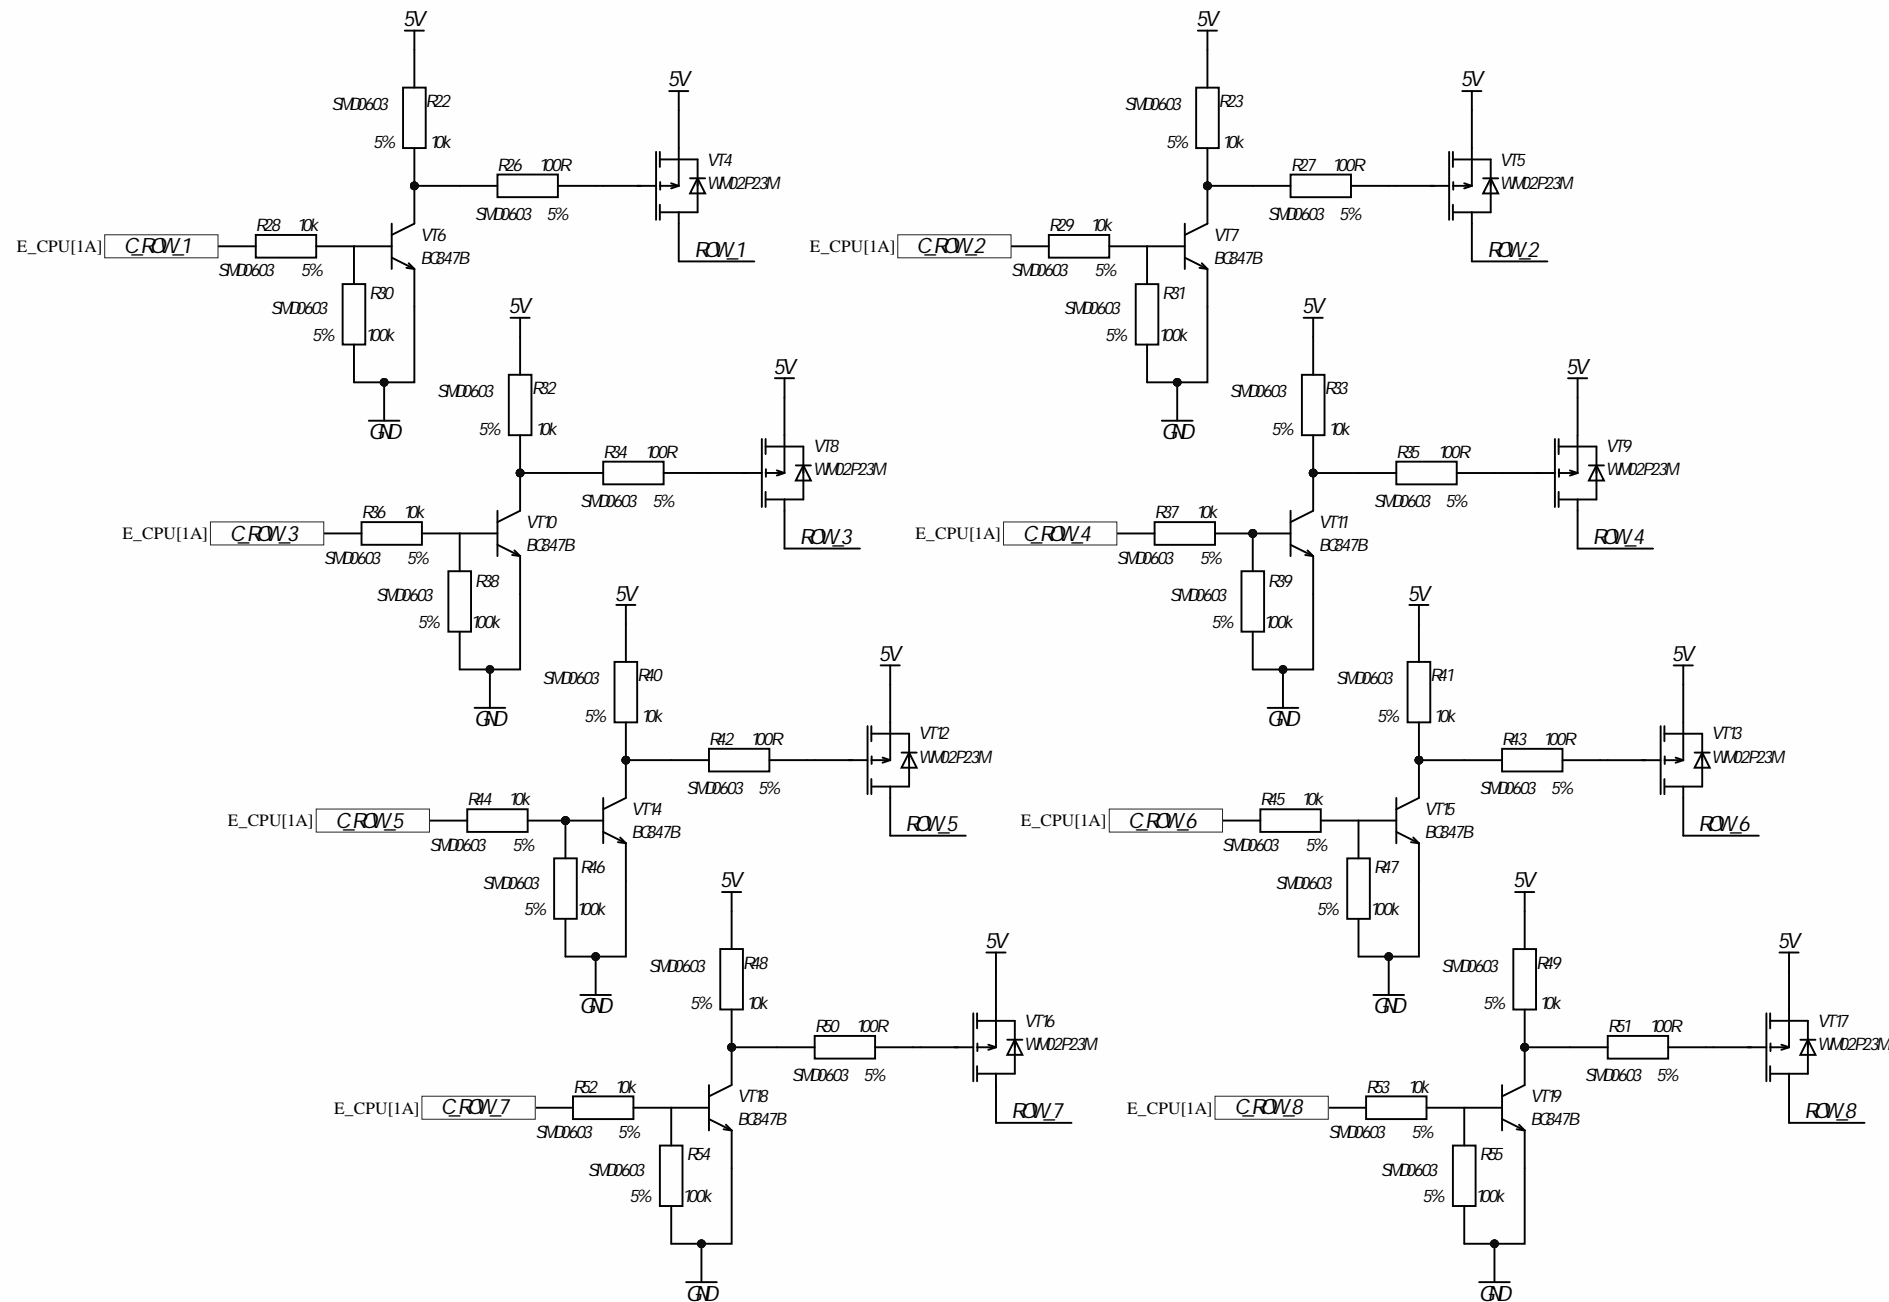 5V
SMD0603 R22
5% 10k
5V
R26 100R
SMD0603 5%
VT4
WM02P23M
ROW_1
E_CPU[1A] C_ROW_1
R28 10k
SMD0603 5%
VT6
BC847B
SMD0603 R30
5% 100k
GND
5V
SMD0603 R23
5% 10k
5V
R27 100R
SMD0603 5%
VT5
WM02P23M
ROW_2
E_CPU[1A] C_ROW_2
R29 10k
SMD0603 5%
VT7
BC847B
SMD0603 R31
5% 100k
GND
5V
SMD0603 R32
5% 10k
5V
R34 100R
SMD0603 5%
VT8
WM02P23M
ROW_3
E_CPU[1A] C_ROW_3
R36 10k
SMD0603 5%
VT10
BC847B
SMD0603 R38
5% 100k
GND
5V
SMD0603 R33
5% 10k
5V
R35 100R
SMD0603 5%
VT9
WM02P23M
ROW_4
E_CPU[1A] C_ROW_4
R37 10k
SMD0603 5%
VT11
BC847B
SMD0603 R39
5% 100k
GND
5V
SMD0603 R40
5% 10k
5V
R42 100R
SMD0603 5%
VT12
WM02P23M
ROW_5
E_CPU[1A] C_ROW_5
R44 10k
SMD0603 5%
VT14
BC847B
SMD0603 R46
5% 100k
GND
5V
SMD0603 R41
5% 10k
5V
R43 100R
SMD0603 5%
VT13
WM02P23M
ROW_6
E_CPU[1A] C_ROW_6
R45 10k
SMD0603 5%
VT15
BC847B
SMD0603 R47
5% 100k
GND
5V
SMD0603 R48
5% 10k
5V
R50 100R
SMD0603 5%
VT16
WM02P23M
ROW_7
E_CPU[1A] C_ROW_7
R52 10k
SMD0603 5%
VT18
BC847B
SMD0603 R54
5% 100k
GND
5V
SMD0603 R49
5% 10k
5V
R51 100R
SMD0603 5%
VT17
WM02P23M
ROW_8
E_CPU[1A] C_ROW_8
R53 10k
SMD0603 5%
VT19
BC847B
SMD0603 R55
5% 100k
GND